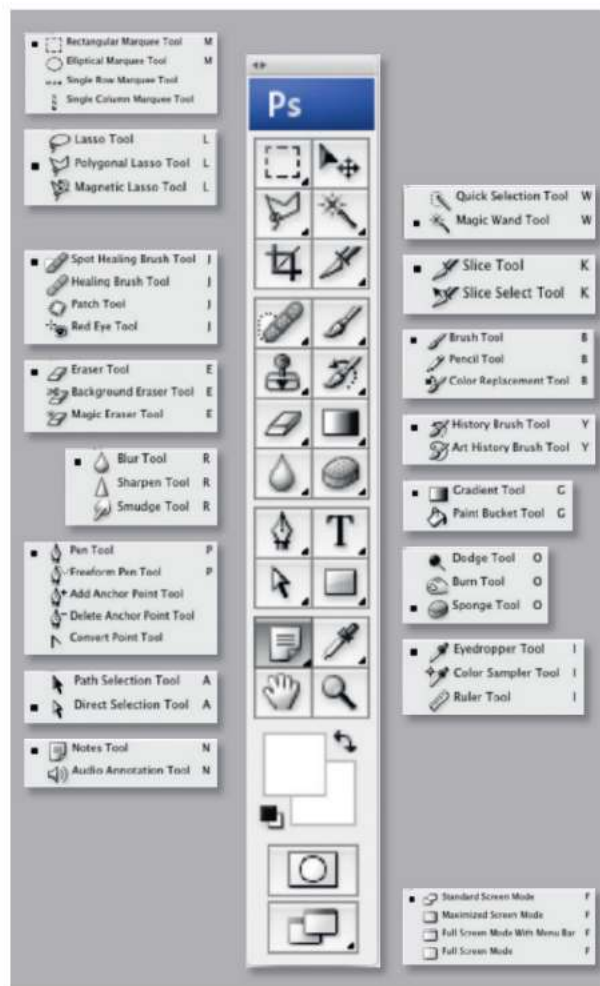 Rectangular Marquee Tool M
Elliptical Marquee Tool M
Single Row Marquee Tool
Single Column Marquee Tool
Lasso Tool L
Polygonal Lasso Tool L
Magnetic Lasso Tool L
Spot Healing Brush Tool J
Healing Brush Tool J
Patch Tool J
Red Eye Tool J
Eraser Tool E
Background Eraser Tool E
Magic Eraser Tool E
Blur Tool R
Sharpen Tool R
Smudge Tool R
Pen Tool P
Freeform Pen Tool P
Add Anchor Point Tool
Delete Anchor Point Tool
Convert Point Tool
Path Selection Tool A
Direct Selection Tool A
Notes Tool N
Audio Annotation Tool N
Ps
T
Quick Selection Tool W
Magic Wand Tool W
Slice Tool K
Slice Select Tool K
Brush Tool B
Pencil Tool B
Color Replacement Tool B
History Brush Tool Y
Art History Brush Tool Y
Gradient Tool G
Paint Bucket Tool G
Dodge Tool O
Burn Tool O
Sponge Tool O
Eyedropper Tool I
Color Sampler Tool I
Ruler Tool I
Standard Screen Mode F
Maximized Screen Mode F
Full Screen Mode With Menu Bar F
Full Screen Mode F